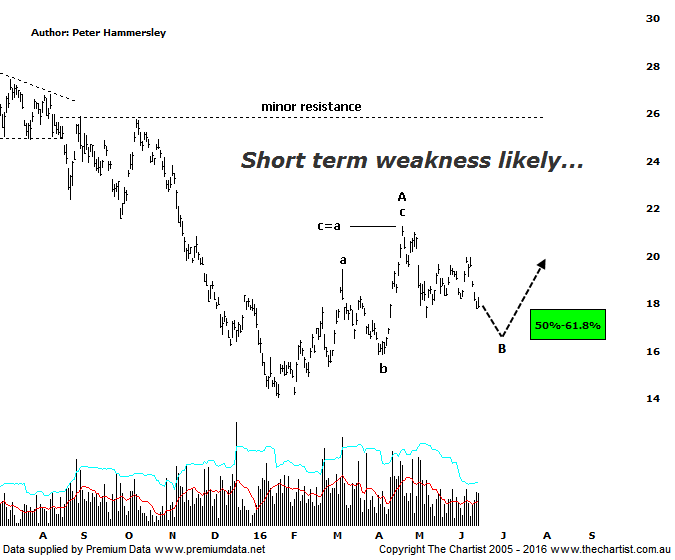 30
Author: Peter Hammersley
28
minor resistance
26
Short term weakness likely...
24
A
c
22
c=a
a
20
18
50%-61.8%
B
16
b
14
A S O N D 16 F M A M J J A S
Data supplied by Premium Data www.premiumdata.net
Copyright The Chartist 2005 - 2016 www.thechartist.com.au